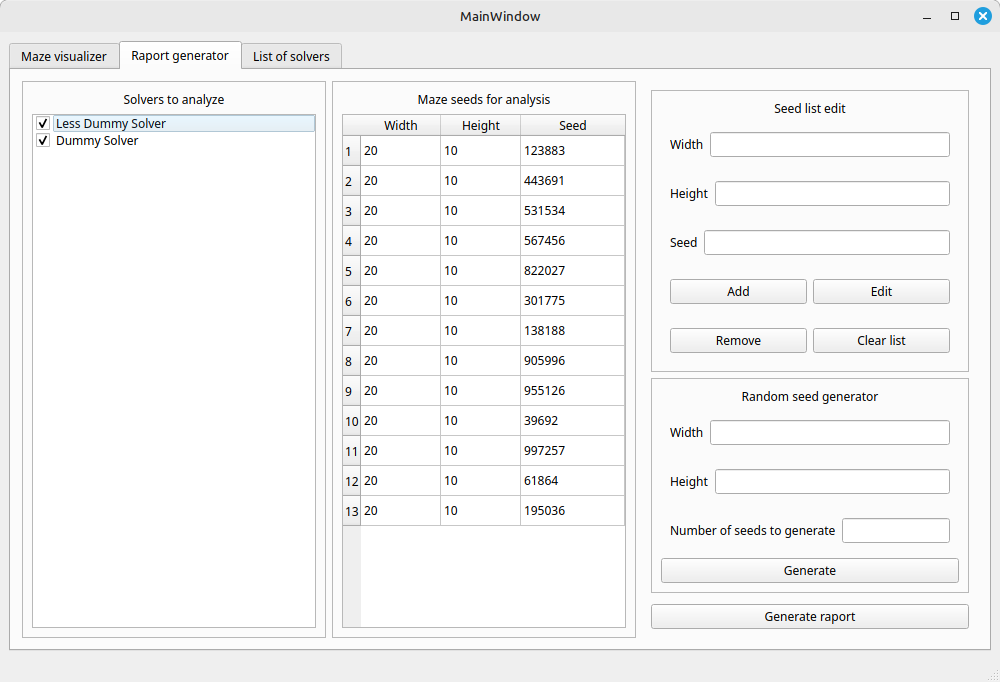 MainWindow
Maze visualizer Raport generator List of solvers
Solvers to analyze
Less Dummy Solver
Dummy Solver
Maze seeds for analysis
Width Height Seed
1 20 10 123883
2 20 10 443691
3 20 10 531534
4 20 10 567456
5 20 10 822027
6 20 10 301775
7 20 10 138188
8 20 10 905996
9 20 10 955126
10 20 10 39692
11 20 10 997257
12 20 10 61864
13 20 10 195036
Seed list edit
Width
Height
Seed
Add Edit
Remove Clear list
Random seed generator
Width
Height
Number of seeds to generate
Generate
Generate raport